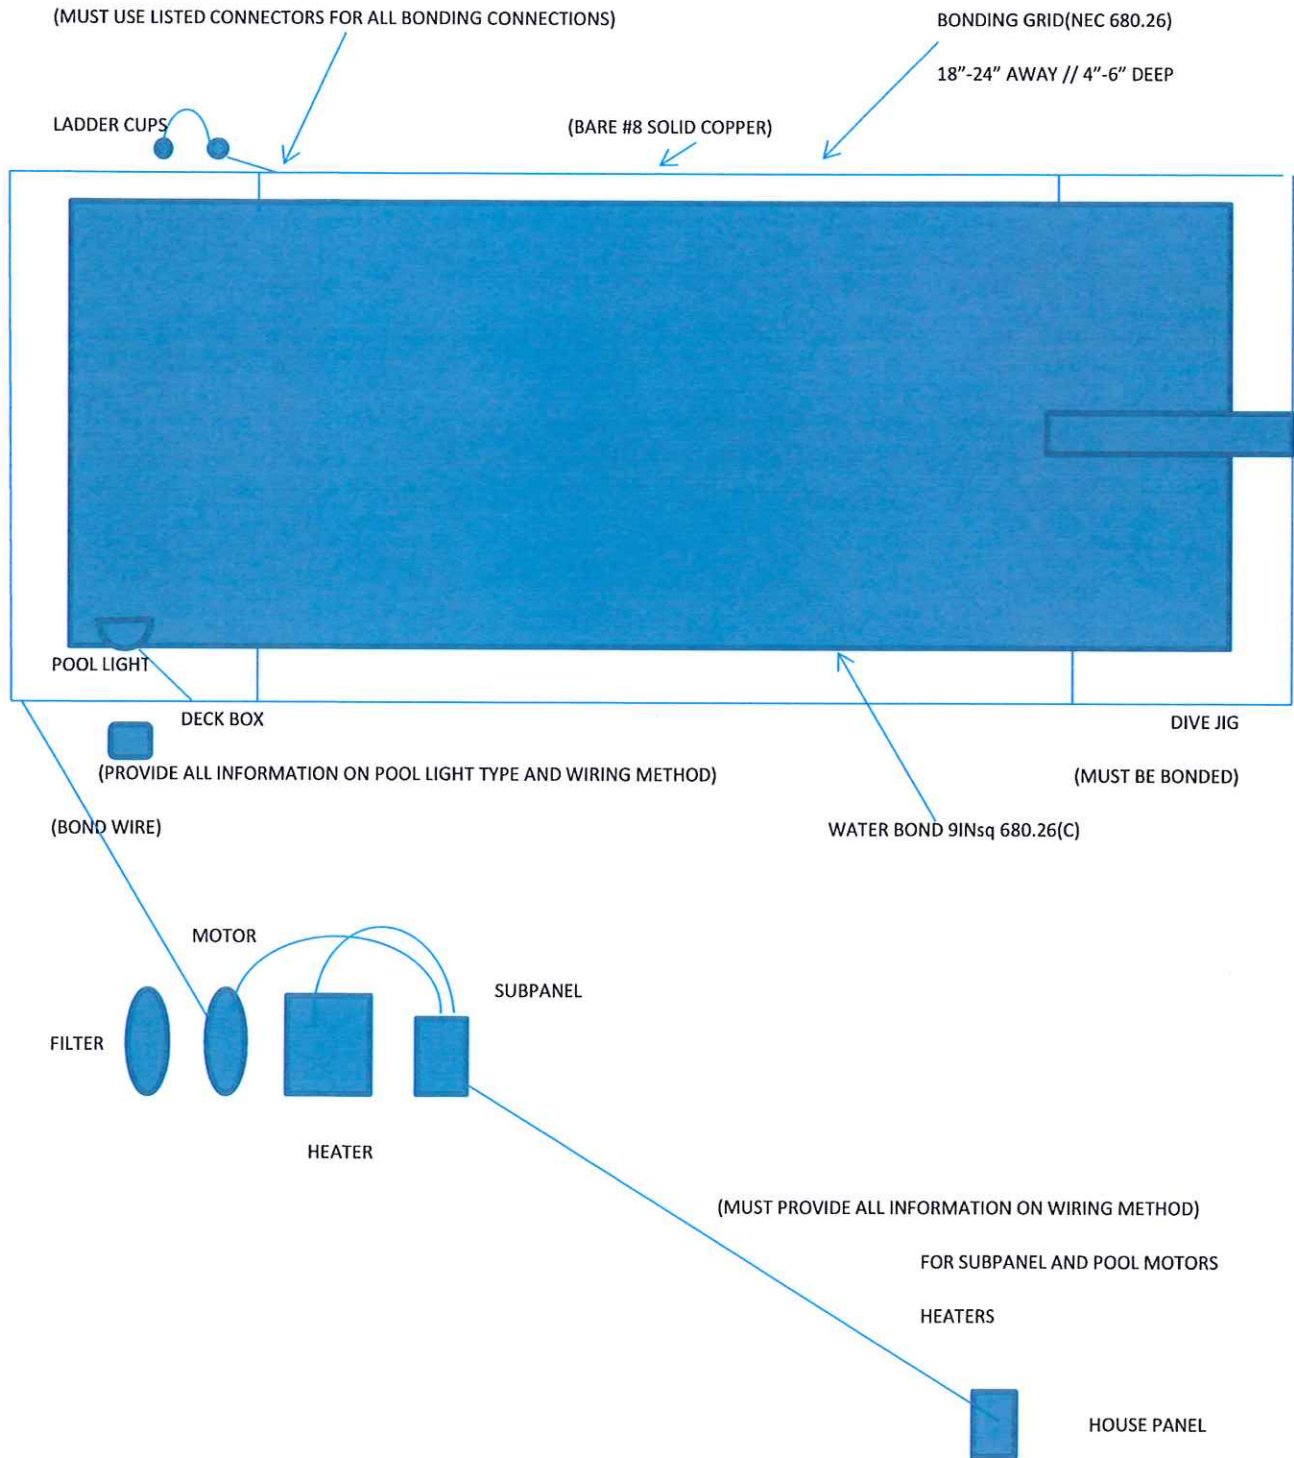 (MUST USE LISTED CONNECTORS FOR ALL BONDING CONNECTIONS)
BONDING GRID(NEC 680.26)
18”-24” AWAY // 4”-6” DEEP
LADDER CUPS
(BARE #8 SOLID COPPER)
POOL LIGHT
DECK BOX
DIVE JIG
(PROVIDE ALL INFORMATION ON POOL LIGHT TYPE AND WIRING METHOD)
(MUST BE BONDED)
(BOND WIRE)
WATER BOND 9INsq 680.26(C)
MOTOR
SUBPANEL
FILTER
HEATER
(MUST PROVIDE ALL INFORMATION ON WIRING METHOD)
FOR SUBPANEL AND POOL MOTORS
HEATERS
HOUSE PANEL